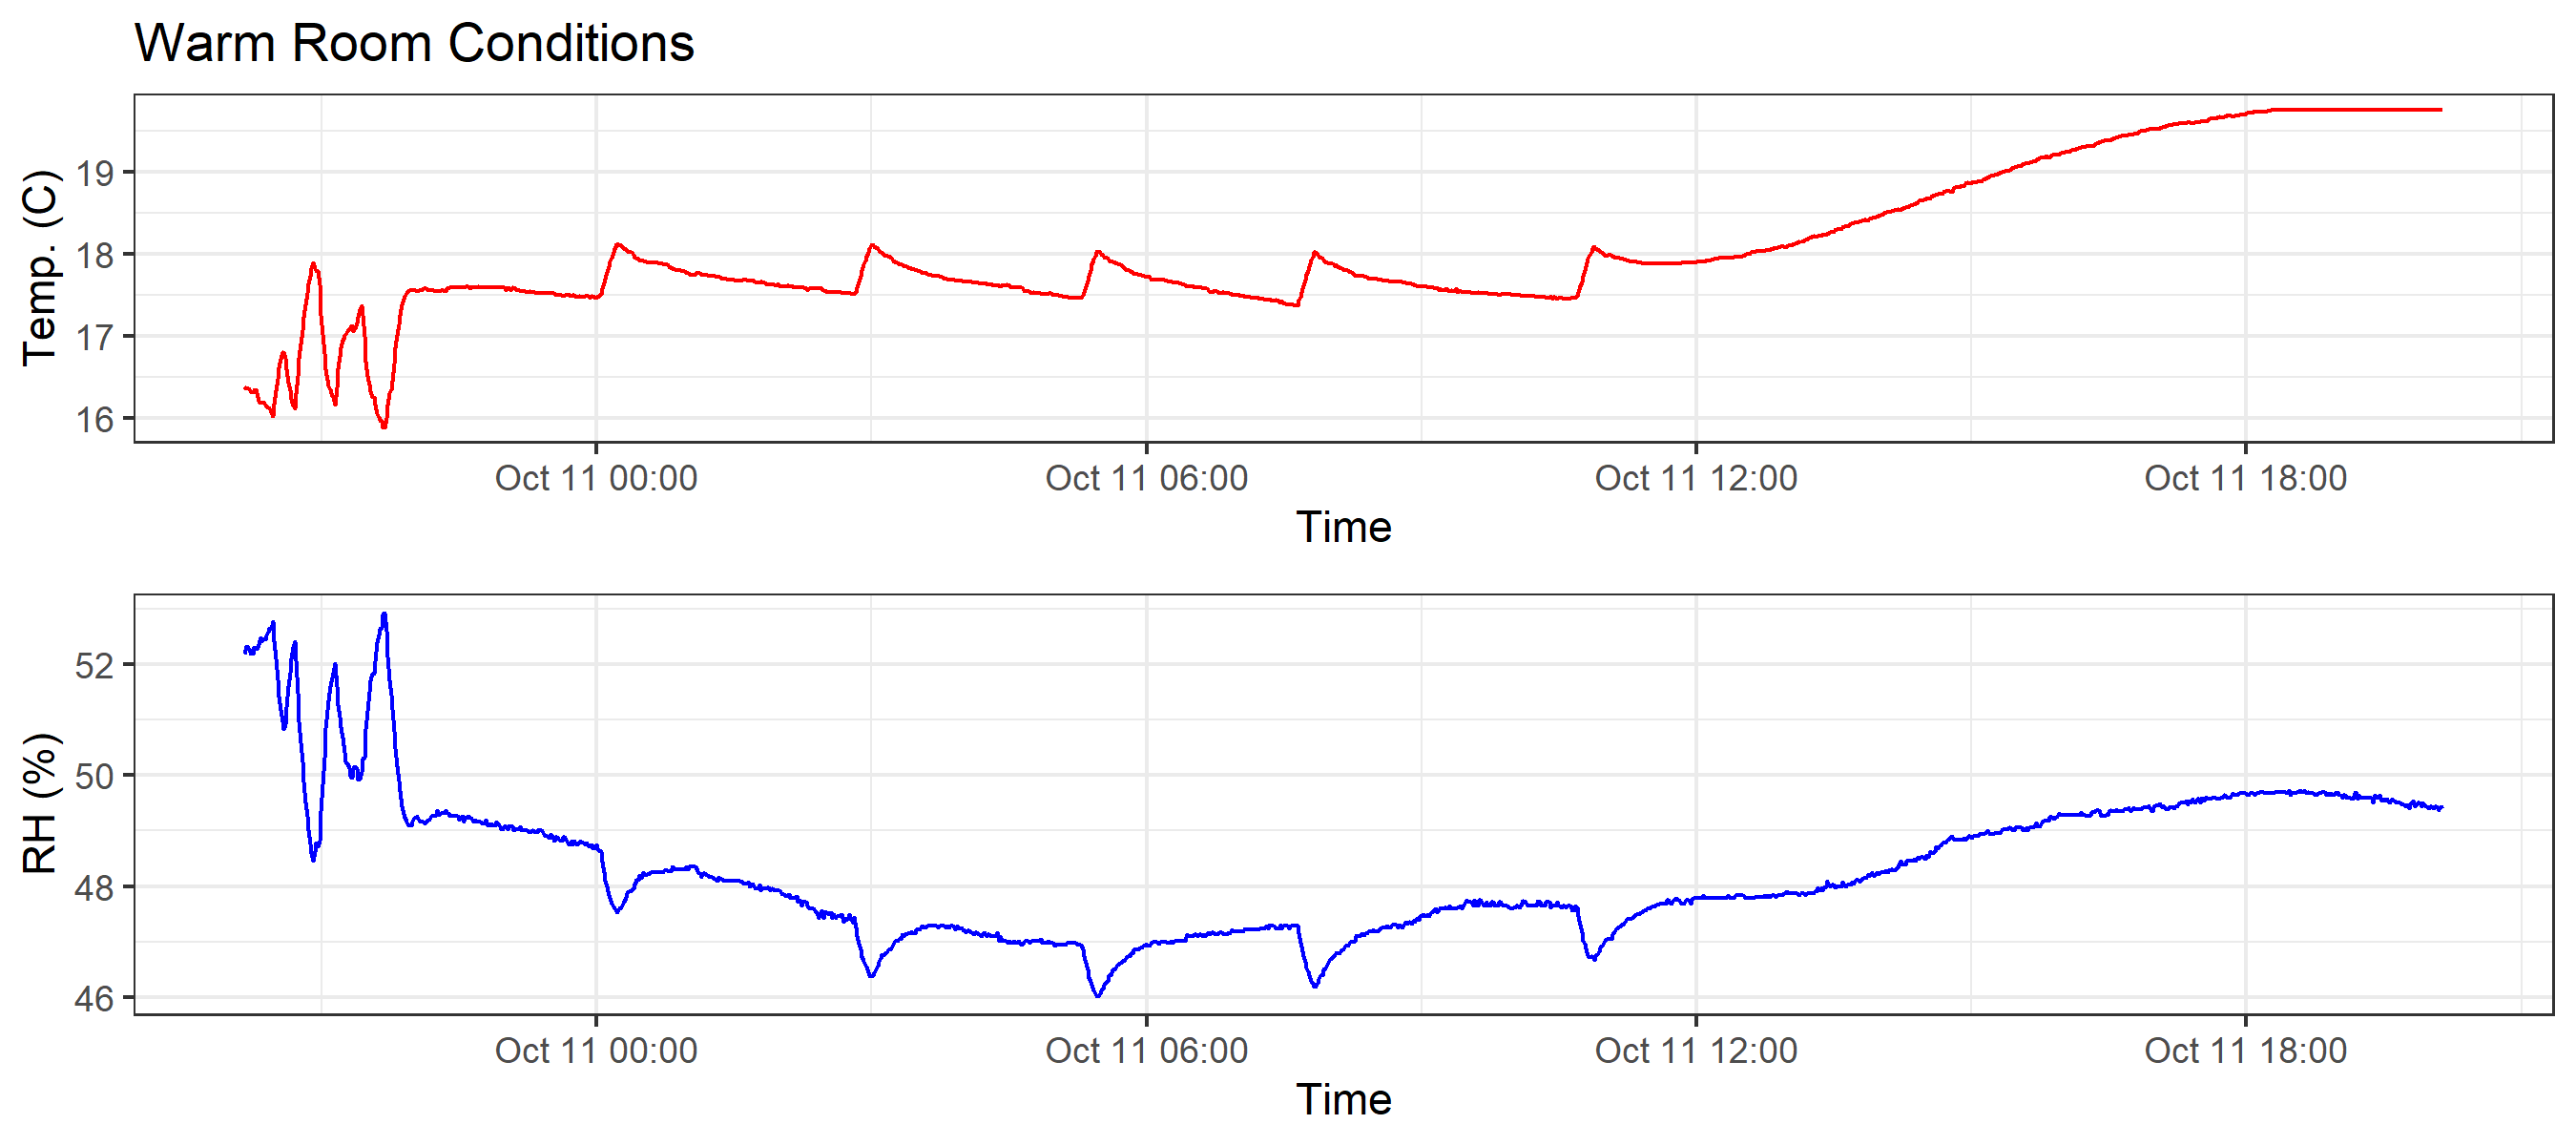 Warm Room Conditions
Temp. (C)
19
18
17
16
Oct 11 00:00 Oct 11 06:00 Oct 11 12:00 Oct 11 18:00
Time
RH (%)
52
50
48
46
Oct 11 00:00 Oct 11 06:00 Oct 11 12:00 Oct 11 18:00
Time